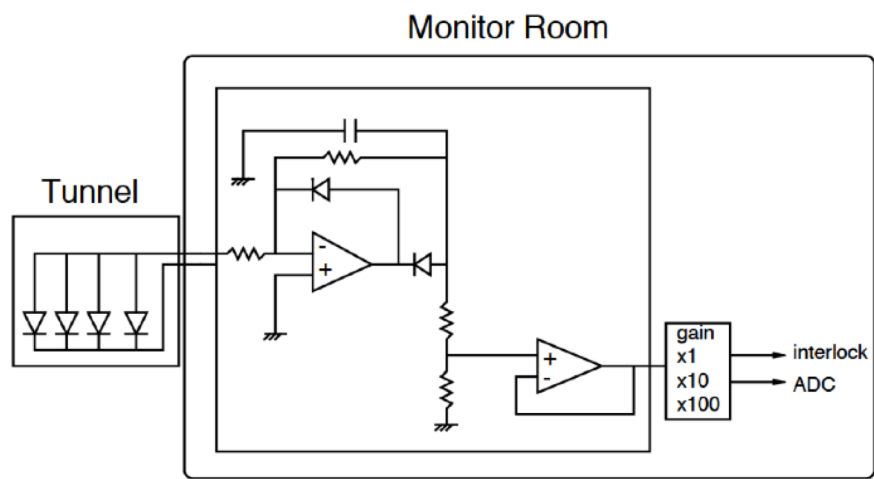 Monitor Room
Tunnel
-
+
+
-
gain
x1
x10
x100
interlock
ADC